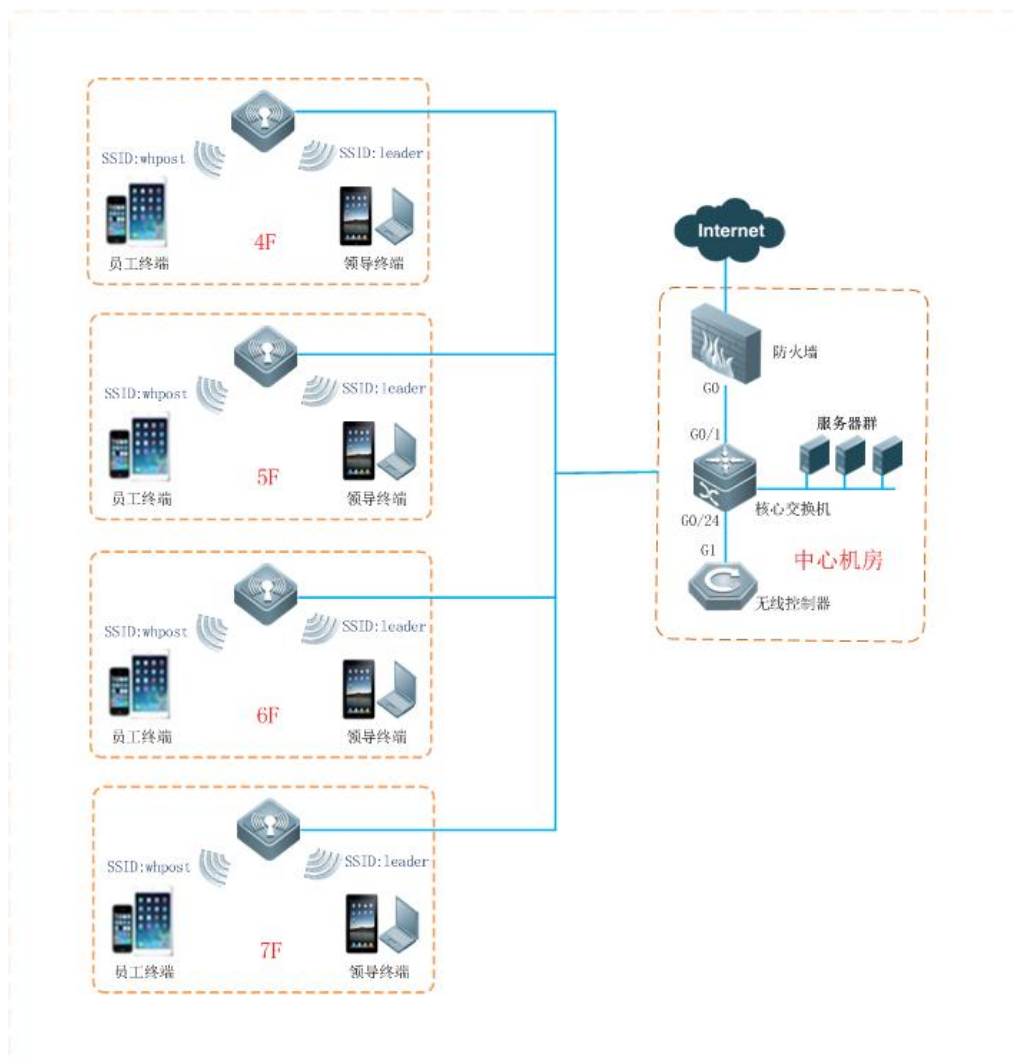 SSID:whpost
SSID:leader
4F
员工终端
领导终端
SSID:whpost
SSID:leader
5F
员工终端
领导终端
SSID:whpost
SSID:leader
6F
员工终端
领导终端
SSID:whpost
SSID:leader
7F
员工终端
领导终端
Internet
防火墙
G0
G0/1
服务器群
核心交换机
G0/24
G1
中心机房
无线控制器